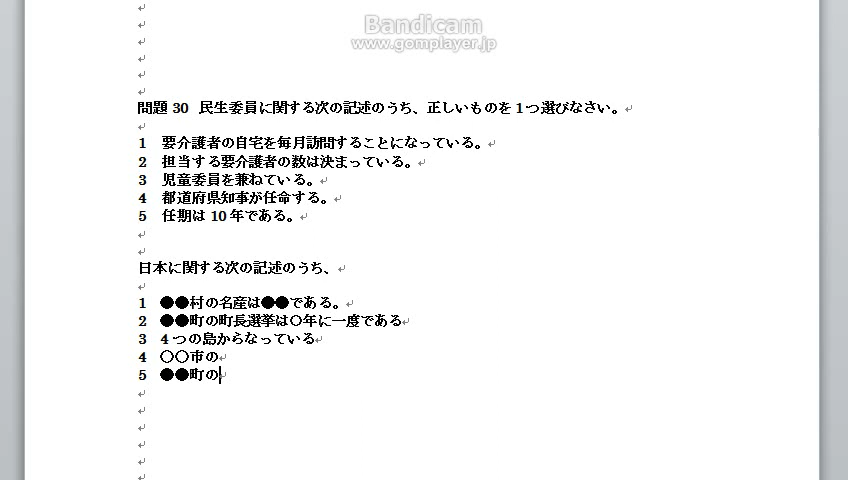 Bandicam
www.gomplayer.jp
問題 30 民生委員に関する次の記述のうち、正しいものを 1 つ選びなさい。
1 要介護者の自宅を毎月訪問することになっている。
2 担当する要介護者の数は決まっている。
3 児童委員を兼ねている。
4 都道府県知事が任命する。
5 任期は 10 年である。
日本に関する次の記述のうち、
1 ●●村の名産は●●である。
2 ●●町の町長選挙は〇年に一度である
3 4 つの島からなっている
4 〇〇市の
5 ●●町の